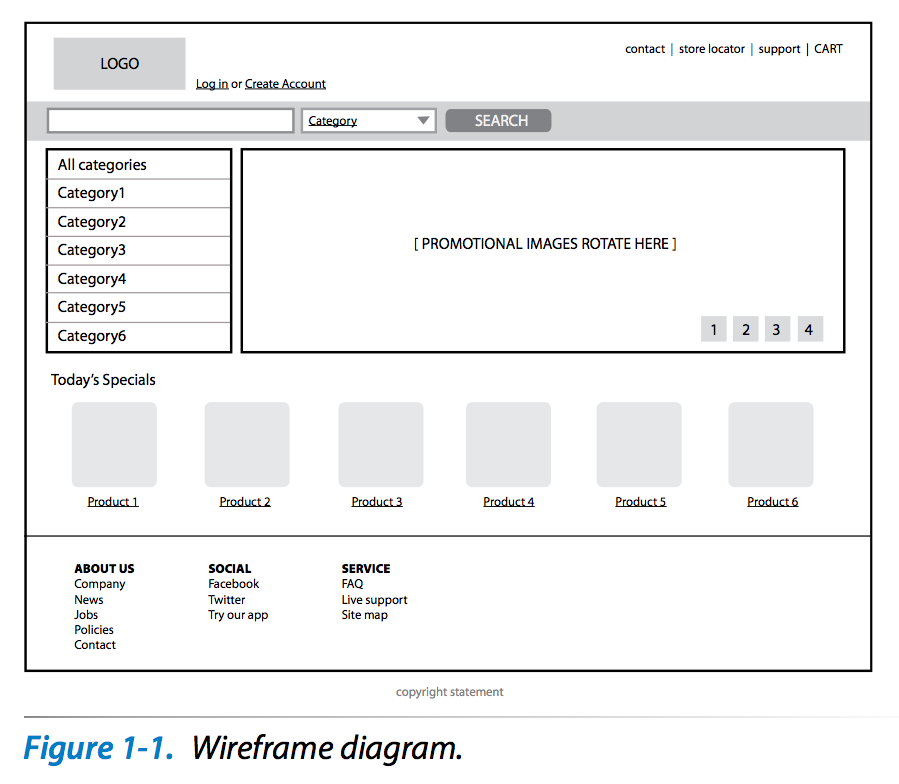 LOGO
contact | store locator | support | CART
Log in or Create Account
Category
SEARCH
All categories
Category1
Category2
Category3
Category4
Category5
Category6
[ PROMOTIONAL IMAGES ROTATE HERE ]
1 2 3 4
Today’s Specials
Product 1 Product 2 Product 3 Product 4 Product 5 Product 6
ABOUT US
Company
News
Jobs
Policies
Contact
SOCIAL
Facebook
Twitter
Try our app
SERVICE
FAQ
Live support
Site map
copyright statement
Figure 1-1. Wireframe diagram.